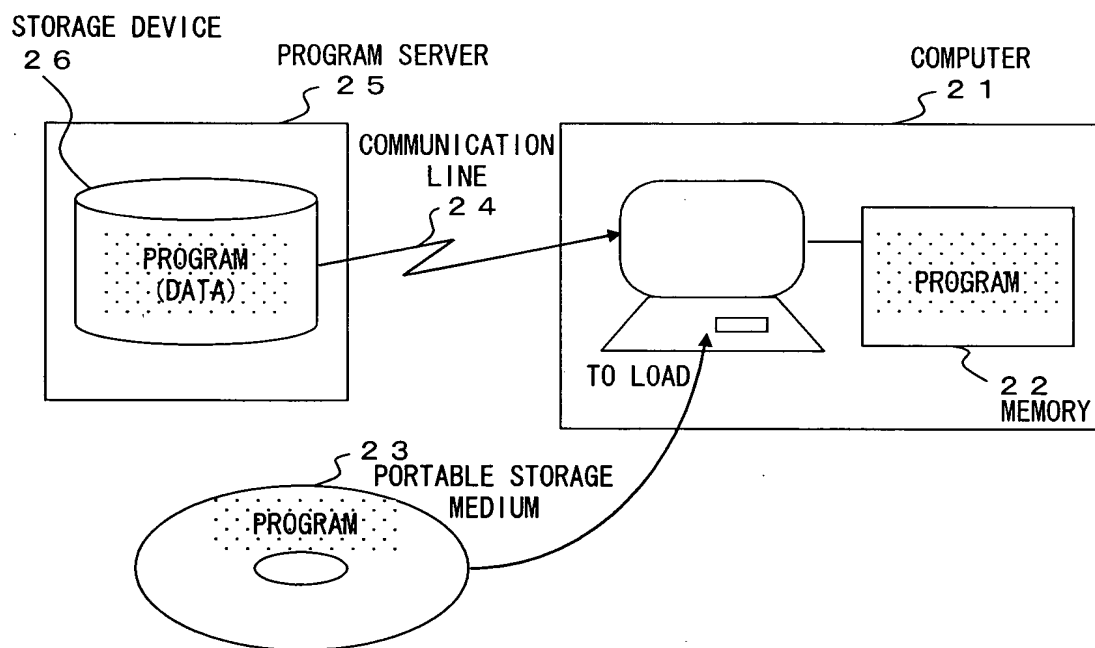 STORAGE DEVICE
２６
PROGRAM SERVER
２５
COMPUTER
２１
COMMUNICATION
LINE
２４
PROGRAM
(DATA)
PROGRAM
TO LOAD
２２
MEMORY
２３
PORTABLE STORAGE
MEDIUM
PROGRAM